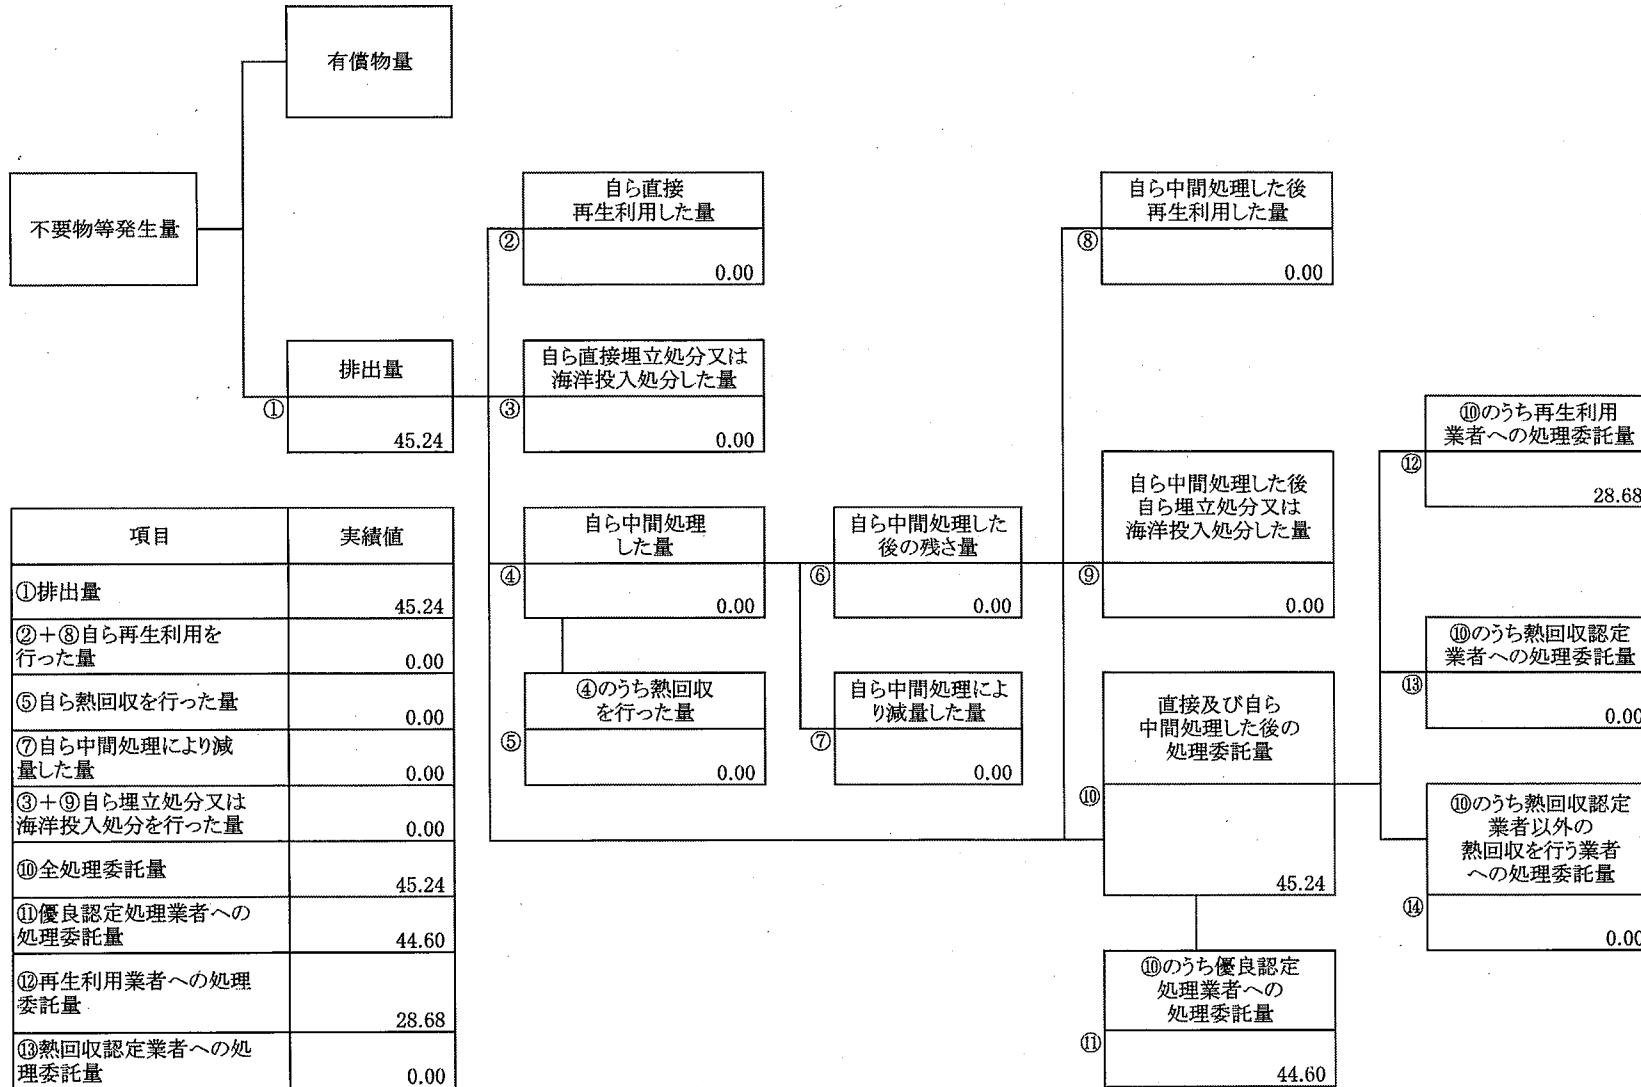 有償物量
不要物等発生量
自ら直接
再生利用した量
②
0.00
自ら中間処理した後
再生利用した量
⑧
0.00
排出量
①
45.24
自ら直接埋立処分又は
海洋投入処分した量
③
0.00
⑩のうち再生利用
業者への処理委託量
⑫
28.68
自ら中間処理
した量
④
0.00
自ら中間処理した
後の残さ量
⑥
0.00
自ら中間処理した後
自ら埋立処分又は
海洋投入処分した量
⑨
0.00
⑩のうち熱回収認定
業者への処理委託量
⑬
0.00
④のうち熱回収
を行った量
⑤
0.00
自ら中間処理によ
り減量した量
⑦
0.00
直接及び自ら
中間処理した後の
処理委託量
⑩
45.24
⑩のうち熱回収認定
業者以外の
熱回収を行う業者
への処理委託量
⑭
0.00
⑩のうち優良認定
処理業者への
処理委託量
⑪
44.60
項目 実績値
①排出量
45.24
②+⑧自ら再生利用を
行った量 0.00
⑤自ら熱回収を行った量
0.00
⑦自ら中間処理により減
量した量 0.00
③+⑨自ら埋立処分又は
海洋投入処分を行った量 0.00
⑩全処理委託量
45.24
⑪優良認定処理業者への
処理委託量 44.60
⑫再生利用業者への処理
委託量
28.68
⑬熱回収認定業者への処
理委託量 0.00